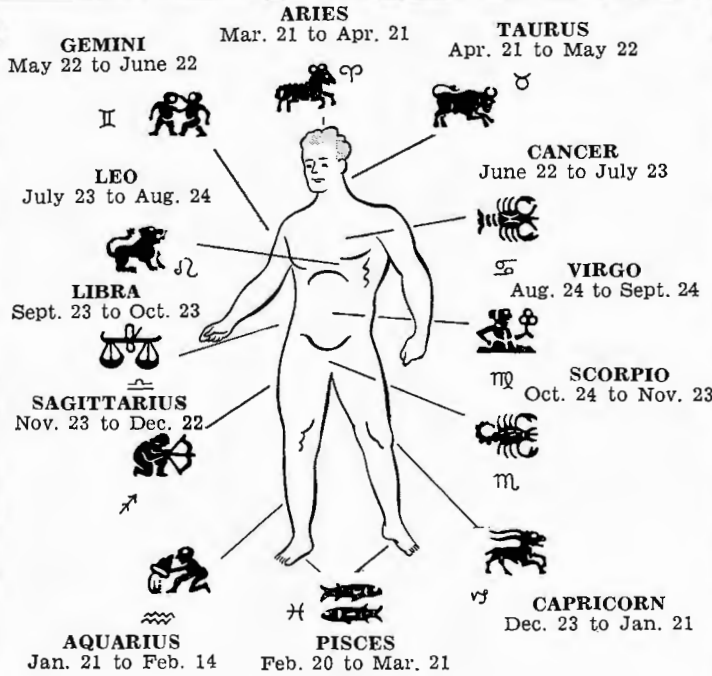 ARIES
Mar. 21 to Apr. 21
GEMINI
May 22 to June 22
TAURUS
Apr. 21 to May 22
♈
♉
♊
LEO
July 23 to Aug. 24
CANCER
June 22 to July 23
♌
♋
LIBRA
Sept. 23 to Oct. 23
VIRGO
Aug. 24 to Sept. 24
♎
♍
SAGITTARIUS
Nov. 23 to Dec. 22
SCORPIO
Oct. 24 to Nov. 23
♐
♏
♒
♓
♑
AQUARIUS
Jan. 21 to Feb. 14
PISCES
Feb. 20 to Mar. 21
CAPRICORN
Dec. 23 to Jan. 21